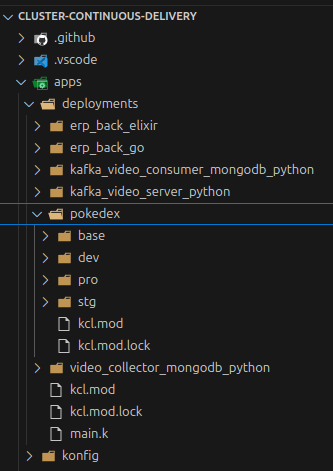 CLUSTER-CONTINUOUS-DELIVERY
.github
.vscode
apps
deployments
erp_back_elixir
erp_back_go
kafka_video_consumer_mongodb_python
kafka_video_server_python
pokedex
base
dev
pro
stg
kcl.mod
kcl.mod.lock
video_collector_mongodb_python
kcl.mod
kcl.mod.lock
main.k
konfig